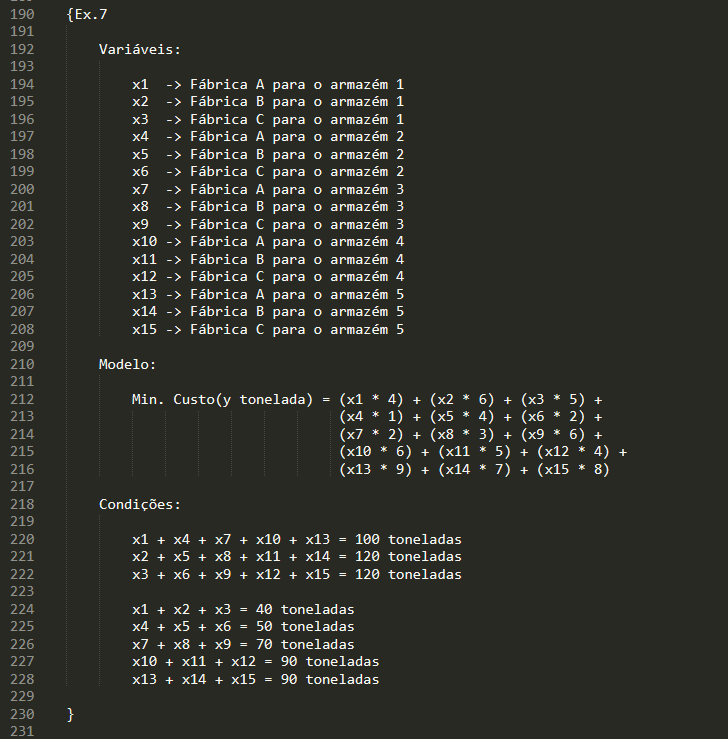 190 {Ex.7
191
192 Variáveis:
193
194 x1 -> Fábrica A para o armazém 1
195 x2 -> Fábrica B para o armazém 1
196 x3 -> Fábrica C para o armazém 1
197 x4 -> Fábrica A para o armazém 2
198 x5 -> Fábrica B para o armazém 2
199 x6 -> Fábrica C para o armazém 2
200 x7 -> Fábrica A para o armazém 3
201 x8 -> Fábrica B para o armazém 3
202 x9 -> Fábrica C para o armazém 3
203 x10 -> Fábrica A para o armazém 4
204 x11 -> Fábrica B para o armazém 4
205 x12 -> Fábrica C para o armazém 4
206 x13 -> Fábrica A para o armazém 5
207 x14 -> Fábrica B para o armazém 5
208 x15 -> Fábrica C para o armazém 5
209
210 Modelo:
211
212 Min. Custo(y tonelada) = (x1 * 4) + (x2 * 6) + (x3 * 5) +
213 (x4 * 1) + (x5 * 4) + (x6 * 2) +
214 (x7 * 2) + (x8 * 3) + (x9 * 6) +
215 (x10 * 6) + (x11 * 5) + (x12 * 4) +
216 (x13 * 9) + (x14 * 7) + (x15 * 8)
217
218 Condições:
219
220 x1 + x4 + x7 + x10 + x13 = 100 toneladas
221 x2 + x5 + x8 + x11 + x14 = 120 toneladas
222 x3 + x6 + x9 + x12 + x15 = 120 toneladas
223
224 x1 + x2 + x3 = 40 toneladas
225 x4 + x5 + x6 = 50 toneladas
226 x7 + x8 + x9 = 70 toneladas
227 x10 + x11 + x12 = 90 toneladas
228 x13 + x14 + x15 = 90 toneladas
229
230 }
231